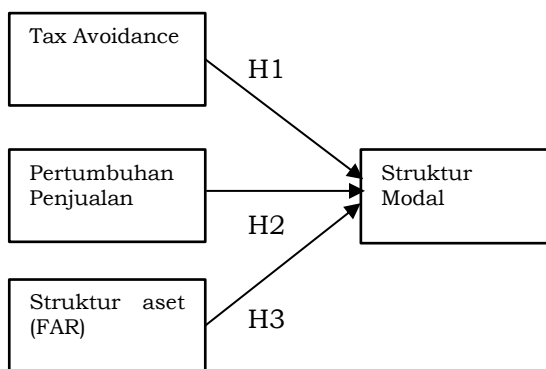 Tax Avoidance
H1
Pertumbuhan
Penjualan
Struktur
Modal
H2
Struktur aset
(FAR)
H3